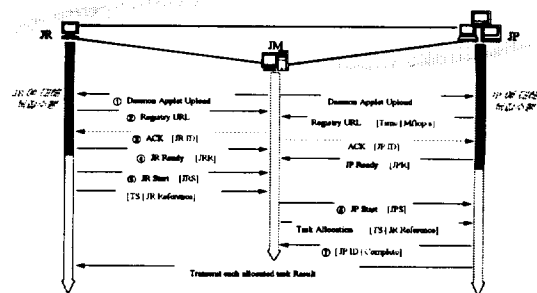 JR
JM
JP
① Daemon Applet Upload
Daemon Applet Upload
② Registry URL
Registry URL [Time | Mflops]
③ ACK [JR ID]
ACK [JP ID]
④ JR Ready [JRR]
JP Ready [JPR]
⑤ JR Start [JRS]
[TS | JR Reference]
⑥ JP Start [JPS]
Task Allocation [TS | JR Reference]
⑦ [JP ID | Complete]
Transmit each allocated task Result